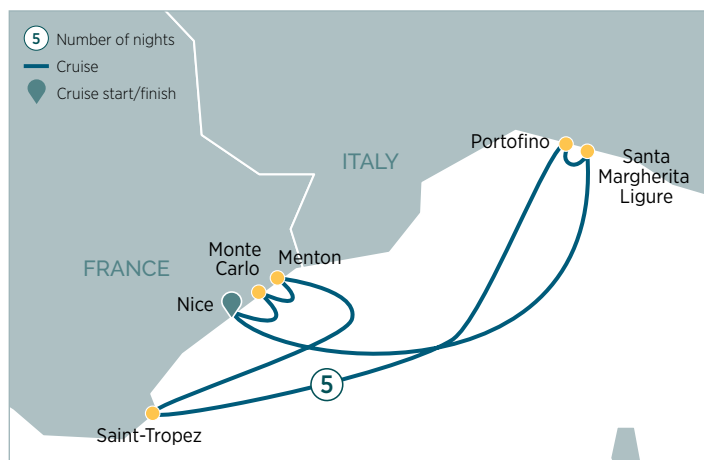 5 Number of nights
Cruise
Cruise start/finish
Portofino
Santa
Margherita
Ligure
ITALY
Monte
Carlo
Menton
FRANCE
Nice
5
Saint-Tropez